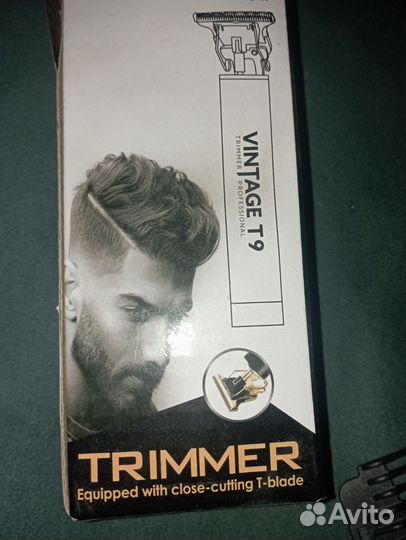 VINTAGE T9
TRIMMER PROFESSIONAL
TRIMMER
Equipped with close-cutting T-blade
Avito